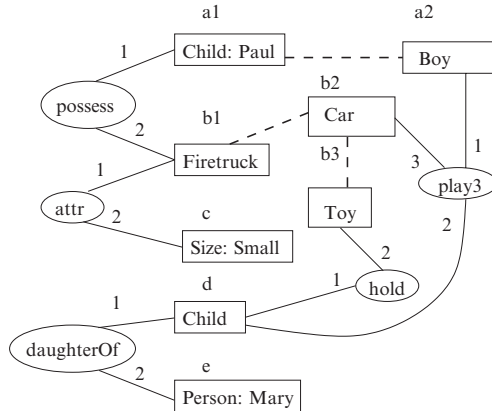 a1 a2
1 Child: Paul Boy
possess b2
2 b1 Car 1
1 Firetruck b3 3 play3
attr 2 c Toy 2
Size: Small 2
d 1 hold
1 Child
daughterOf e
2 Person: Mary